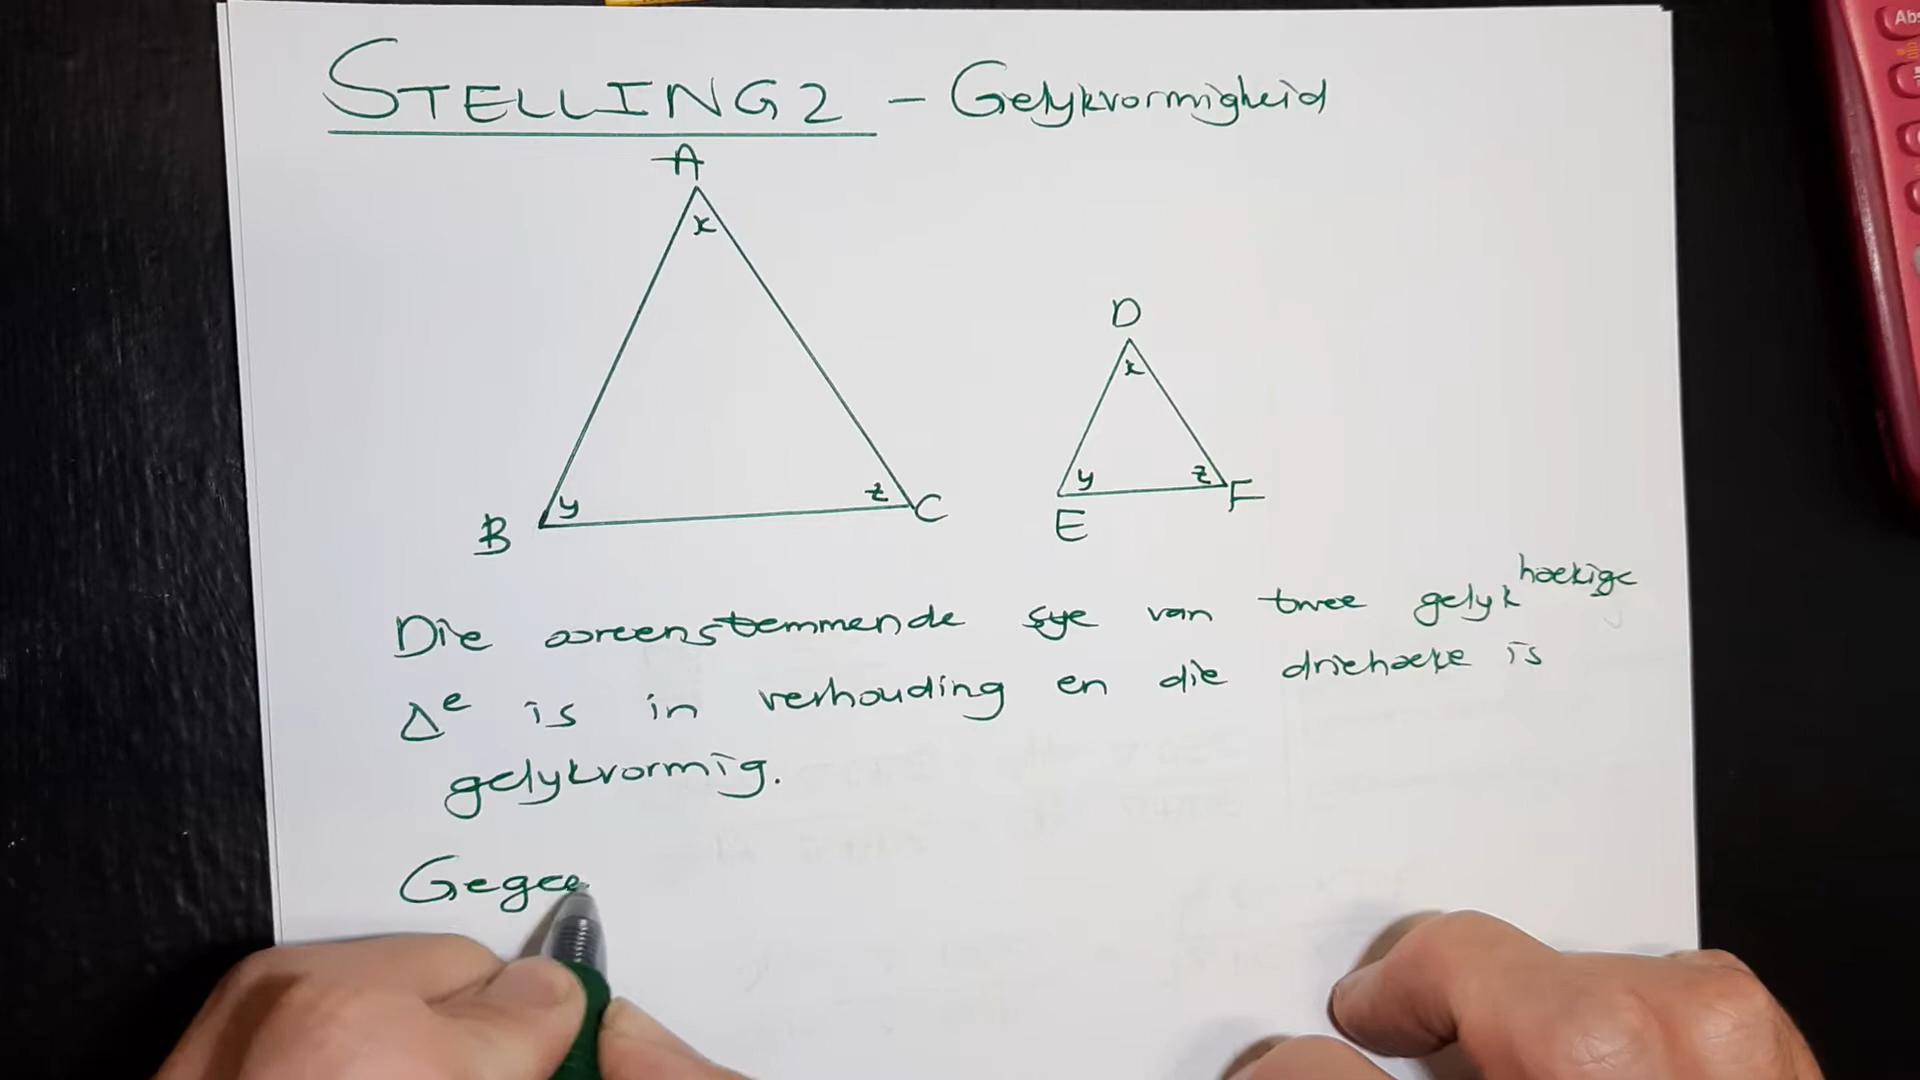 STELLING 2 - Gelykvormigheid
A
x
D
x
B y z C
E y z F
Die ooreenstemmende sye van twee gelykhoekige
Δe is in verhouding en die driehoeke is
gelykvormig.
Gegee
Abs